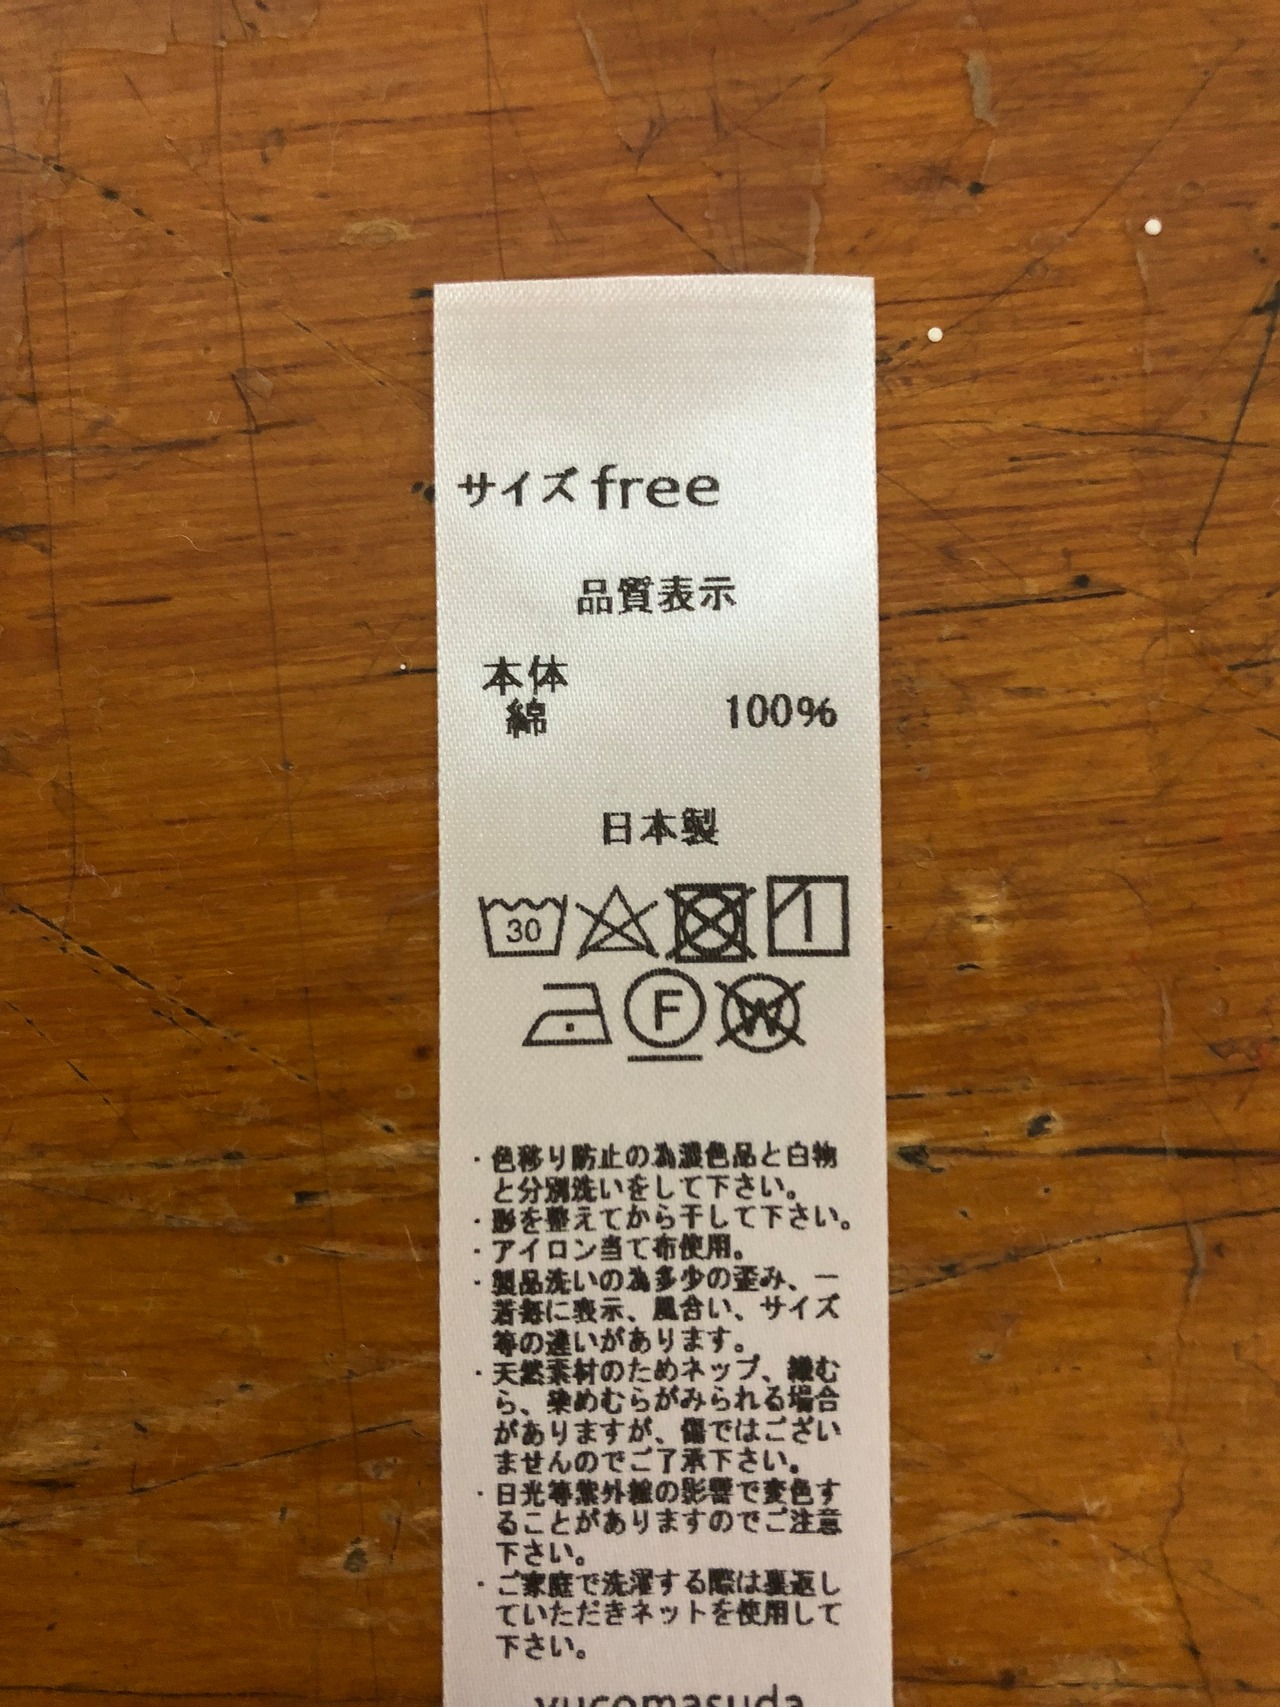 サイズ free
品質表示
本体
綿 100%
日本製
30
F
W
・色移り防止の為濃色品と白物
と分別洗いをして下さい。
・形を整えてから干して下さい。
・アイロン当て布使用。
・製品洗いの為多少の歪み、一
着毎に表示、風合い、サイズ
等の違いがあります。
・天然素材のためネップ、織む
ら、染めむらがみられる場合
がありますが、傷ではござい
ませんのでご了承下さい。
・日光等紫外線の影響で変色す
ることがありますのでご注意
下さい。
・ご家庭で洗濯する際は裏返し
ていただきネットを使用して
下さい。
yucomasuda